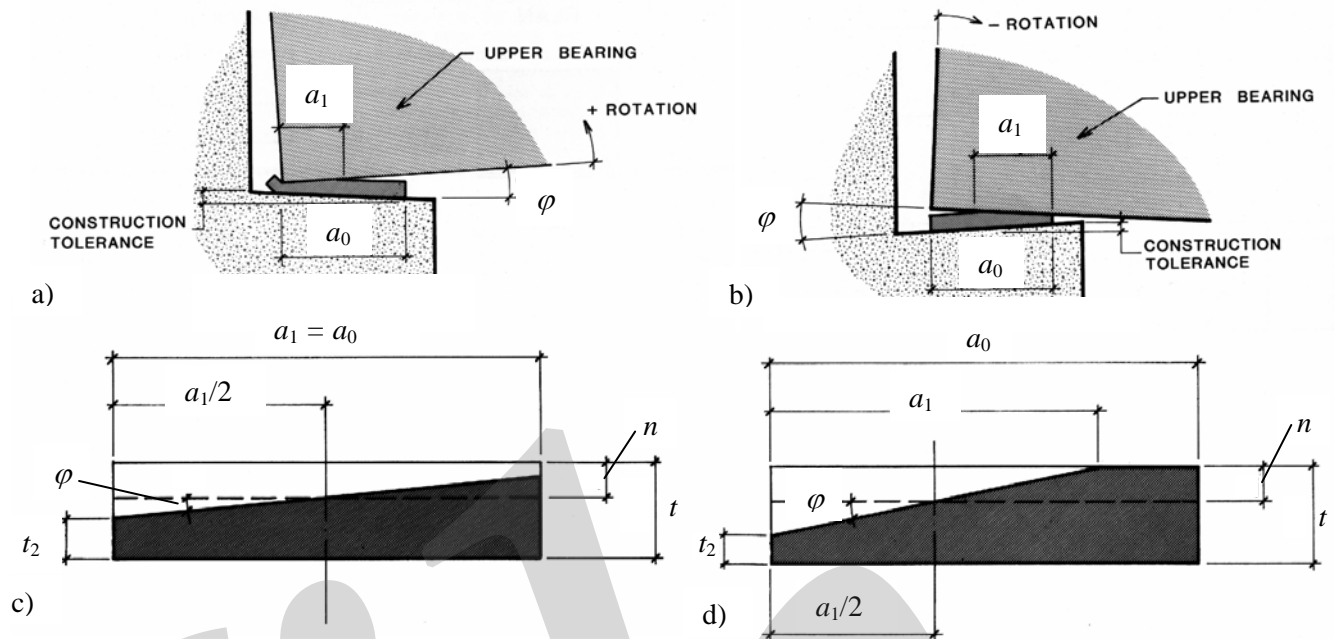 UPPER BEARING
a₁
+ ROTATION
φ
CONSTRUCTION
TOLERANCE
a₀
a)
− ROTATION
UPPER BEARING
a₁
φ
CONSTRUCTION
TOLERANCE
a₀
b)
a₁ = a₀
a₁/2
n
φ
t
t₂
c)
a₀
a₁
n
φ
t
t₂
a₁/2
d)